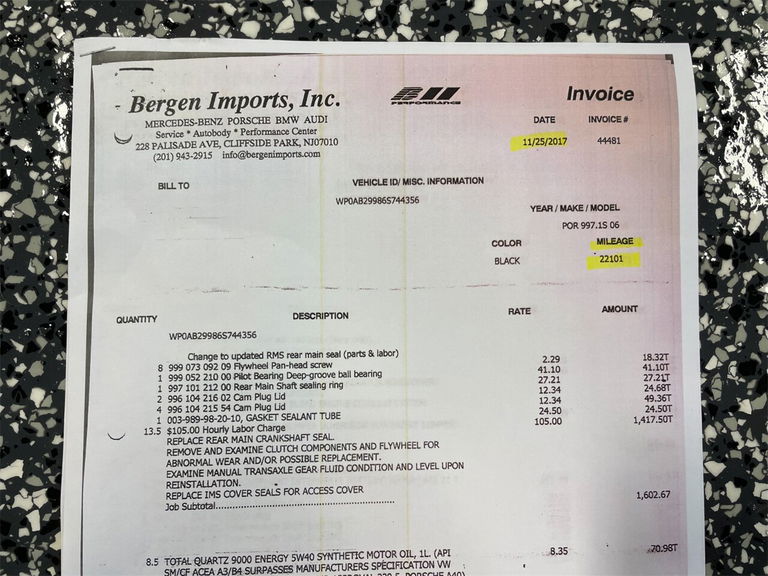 Bergen Imports, Inc.
MERCEDES-BENZ PORSCHE BMW AUDI
Service * Autobody * Performance Center
228 PALISADE AVE, CLIFFSIDE PARK, NJ07010
(201) 943-2915 info@bergenimports.com
PERFORMANCE
Invoice
DATE INVOICE #
11/25/2017 44481
BILL TO
VEHICLE ID/ MISC. INFORMATION
WP0AB29986S744356
YEAR / MAKE / MODEL
POR 997.1S 06
COLOR MILEAGE
BLACK 22101
QUANTITY DESCRIPTION RATE AMOUNT
WP0AB29986S744356
Change to updated RMS rear main seal (parts & labor)
8 999 073 092 09 Flywheel Pan-head screw 2.29 18.32T
1 999 052 210 00 Pilot Bearing Deep-groove ball bearing 41.10 41.10T
1 997 101 212 00 Rear Main Shaft sealing ring 27.21 27.21T
2 996 104 216 02 Cam Plug Lid 12.34 24.68T
4 996 104 215 54 Cam Plug Lid 12.34 49.36T
1 003-989-98-20-10, GASKET SEALANT TUBE 24.50 24.50T
13.5 $105.00 Hourly Labor Charge 105.00 1,417.50T
REPLACE REAR MAIN CRANKSHAFT SEAL.
REMOVE AND EXAMINE CLUTCH COMPONENTS AND FLYWHEEL FOR
ABNORMAL WEAR AND/OR POSSIBLE REPLACEMENT.
EXAMINE MANUAL TRANSAXLE GEAR FLUID CONDITION AND LEVEL UPON
REINSTALLATION.
REPLACE IMS COVER SEALS FOR ACCESS COVER
Job Subtotal............................................................ 1,602.67
8.5 TOTAL QUARTZ 9000 ENERGY 5W40 SYNTHETIC MOTOR OIL, 1L. (API 8.35 70.98T
SM/CF ACEA A3/B4 SURPASSES MANUFACTURERS SPECIFICATION VW